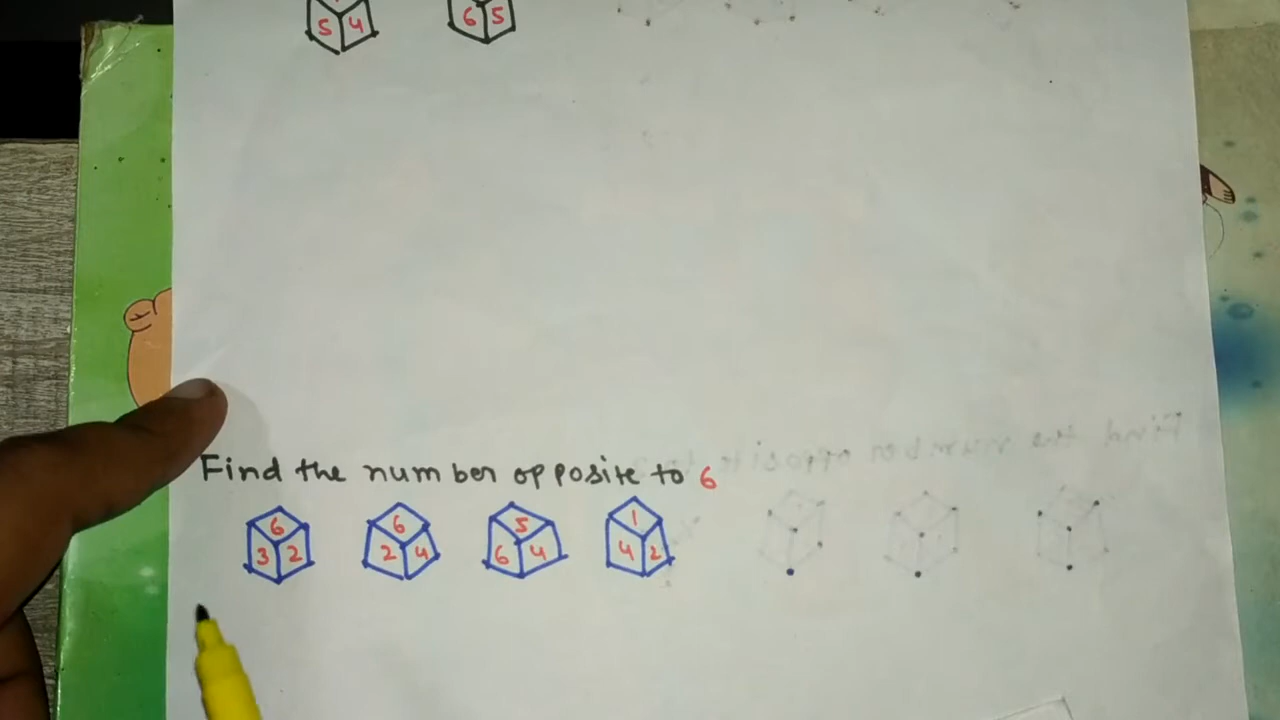 5 4 6 5
Find the number opposite to 6
6 6 5 1
3 2 2 4 6 4 4 2